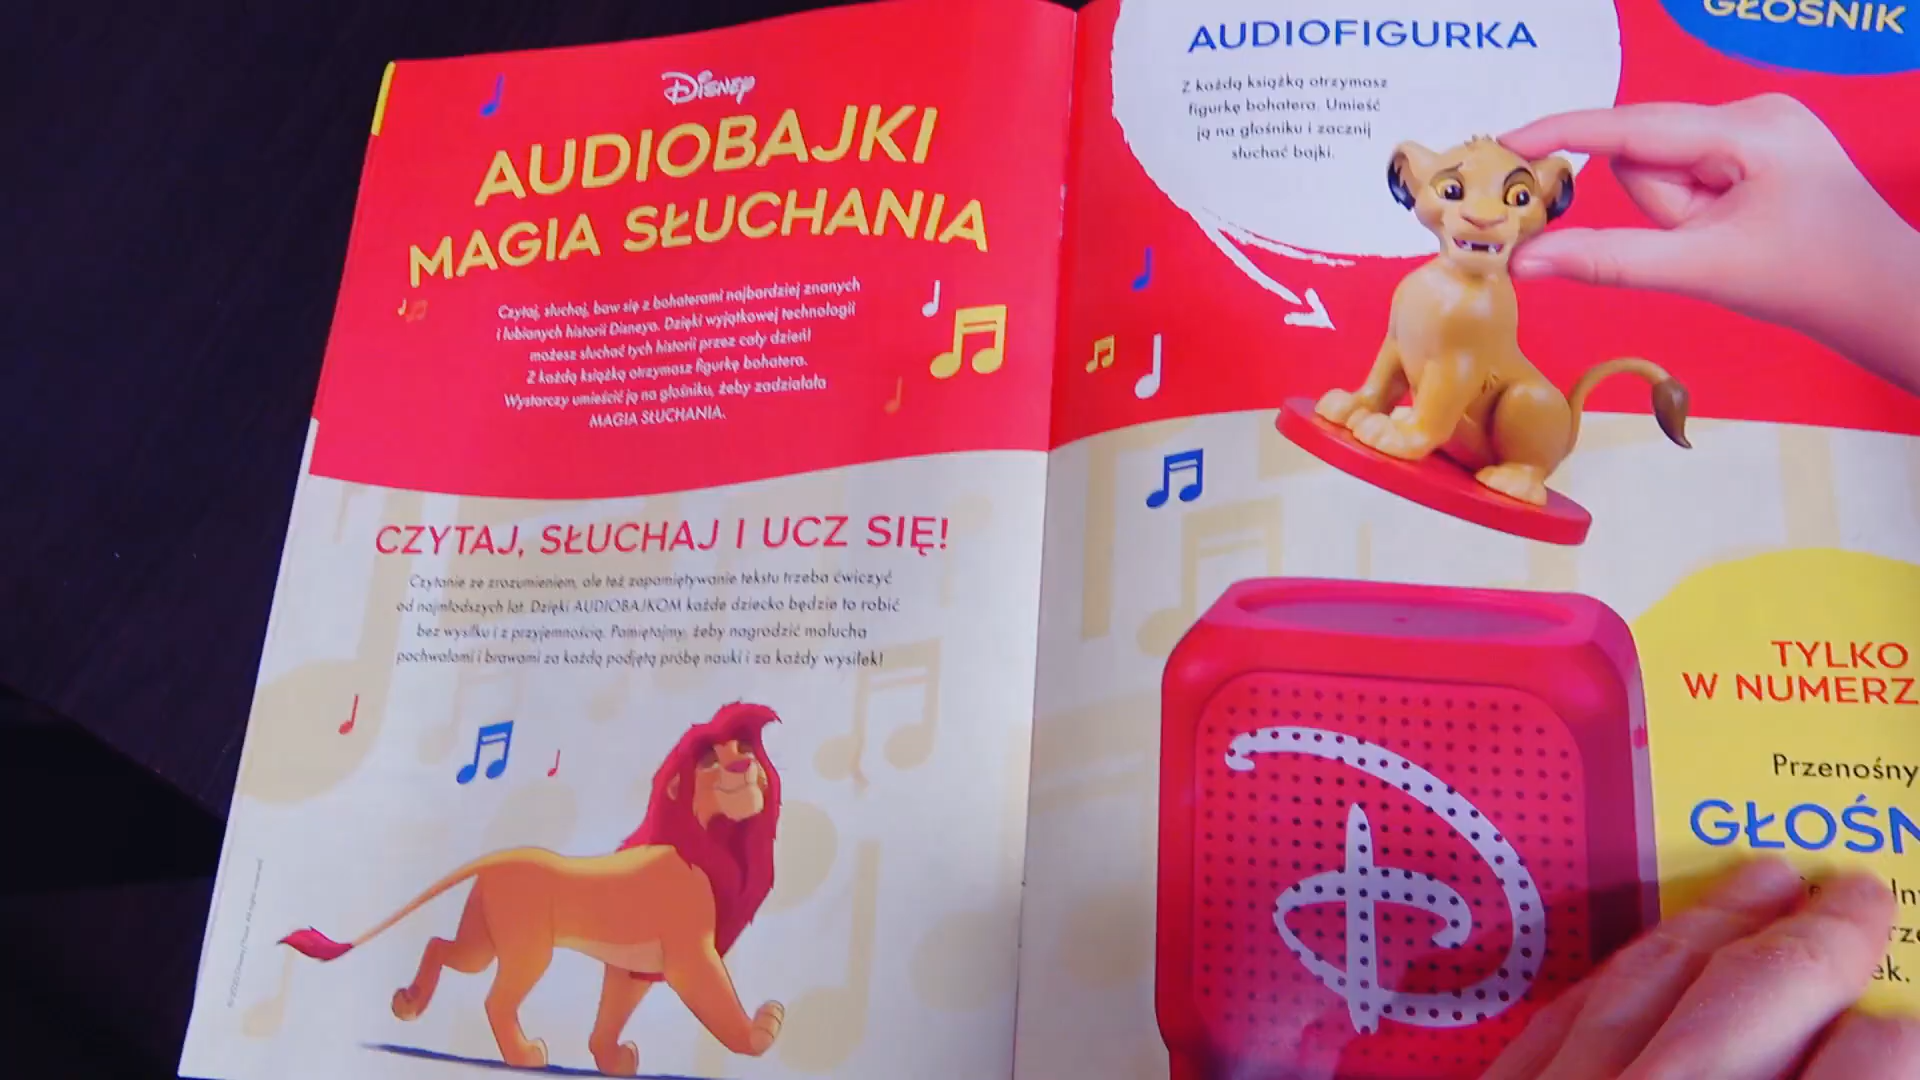 Disney
AUDIOBAJKI
MAGIA SŁUCHANIA
Czytaj, słuchaj, baw się z bohaterami najbardziej znanych
i lubianych historii Disneya. Dzięki wyjątkowej technologii
możesz słuchać tych historii przez cały dzień!
Z każdą książką otrzymasz figurkę bohatera.
Wystarczy umieścić ją na głośniku, żeby zadziałała
MAGIA SŁUCHANIA.
CZYTAJ, SŁUCHAJ I UCZ SIĘ!
Czytanie ze zrozumieniem, ale też zapamiętywanie tekstu trzeba ćwiczyć
od najmłodszych lat. Dzięki AUDIOBAJKOM każde dziecko będzie to robić
bez wysiłku i z przyjemnością. Pamiętajmy, żeby nagrodzić malucha
pochwałami i brawami za każdą podjętą próbę nauki i za każdy wysiłek!
GŁOŚNIK
AUDIOFIGURKA
Z każdą książką otrzymasz
figurkę bohatera. Umieść
ją na głośniku i zacznij
słuchać bajki.
TYLKO
W NUMERZ
Przenośny
GŁOŚN
ek.
D